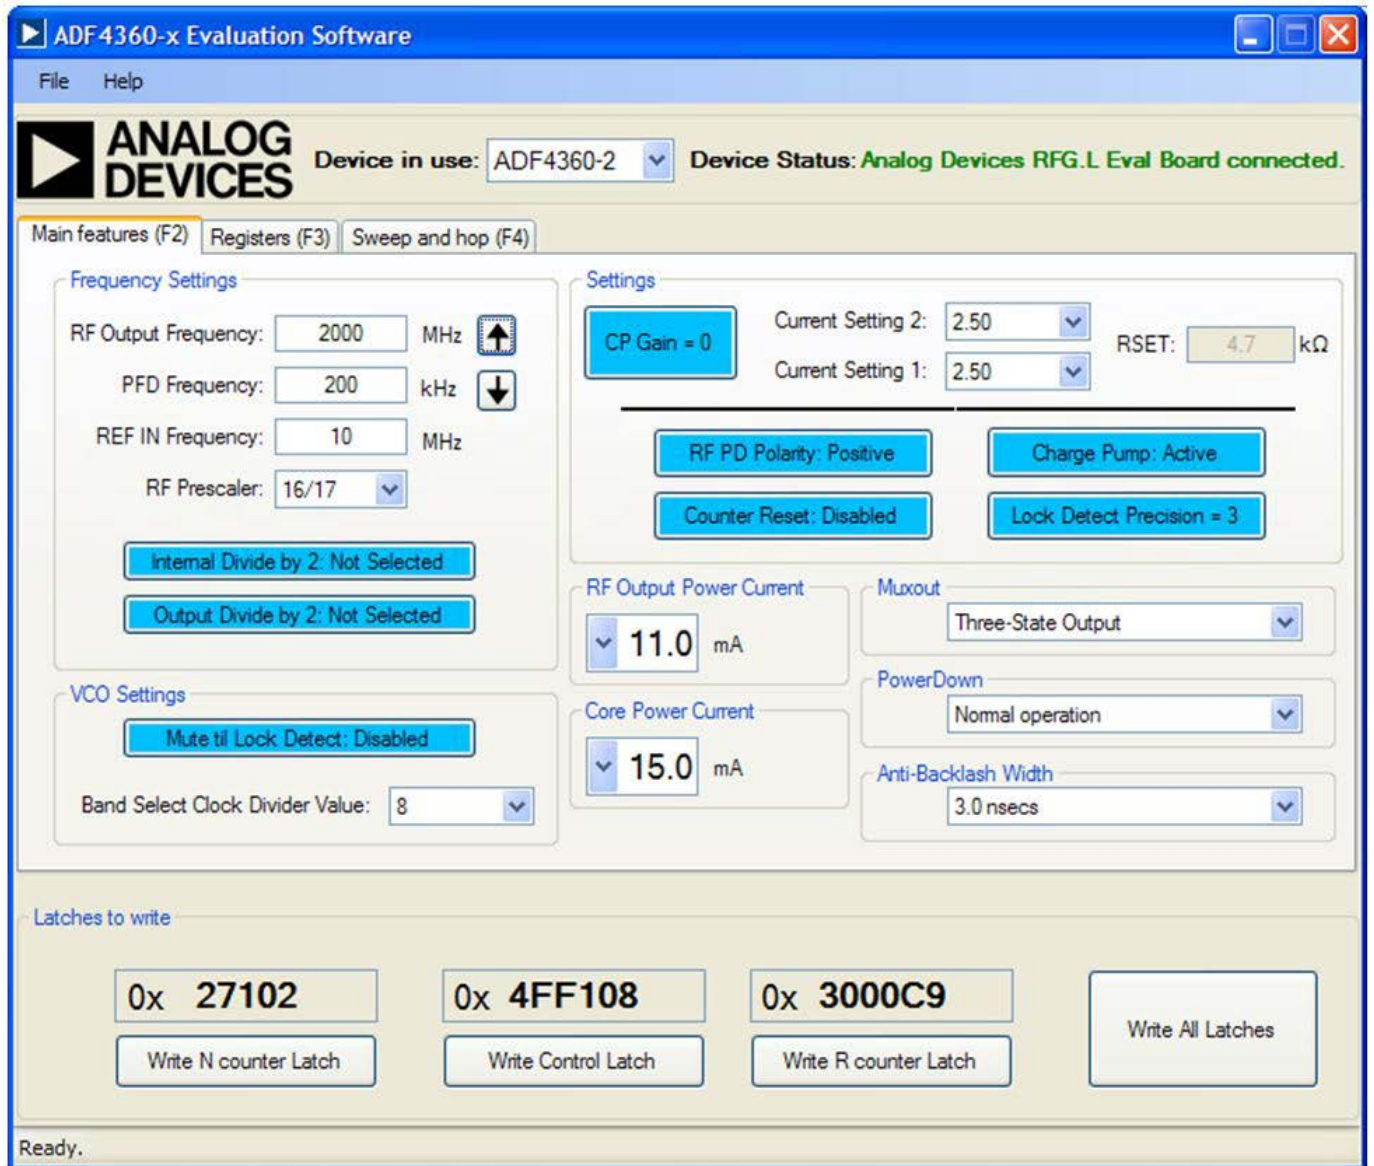 ADF4360-x Evaluation Software
File Help
ANALOG DEVICES
Device in use: ADF4360-2 Device Status: Analog Devices RFG.L Eval Board connected.
Main features (F2) Registers (F3) Sweep and hop (F4)
Frequency Settings
RF Output Frequency: 2000 MHz
PFD Frequency: 200 kHz
REF IN Frequency: 10 MHz
RF Prescaler: 16/17
Internal Divide by 2: Not Selected
Output Divide by 2: Not Selected
VCO Settings
Mute til Lock Detect: Disabled
Band Select Clock Divider Value: 8
Settings
CP Gain = 0
Current Setting 2: 2.50
Current Setting 1: 2.50
RSET: 4.7 kΩ
RF PD Polarity: Positive Charge Pump: Active
Counter Reset: Disabled Lock Detect Precision = 3
RF Output Power Current
11.0 mA
Core Power Current
15.0 mA
Muxout
Three-State Output
PowerDown
Normal operation
Anti-Backlash Width
3.0 nsecs
Latches to write
0x 27102 0x 4FF108 0x 3000C9
Write N counter Latch Write Control Latch Write R counter Latch Write All Latches
Ready.